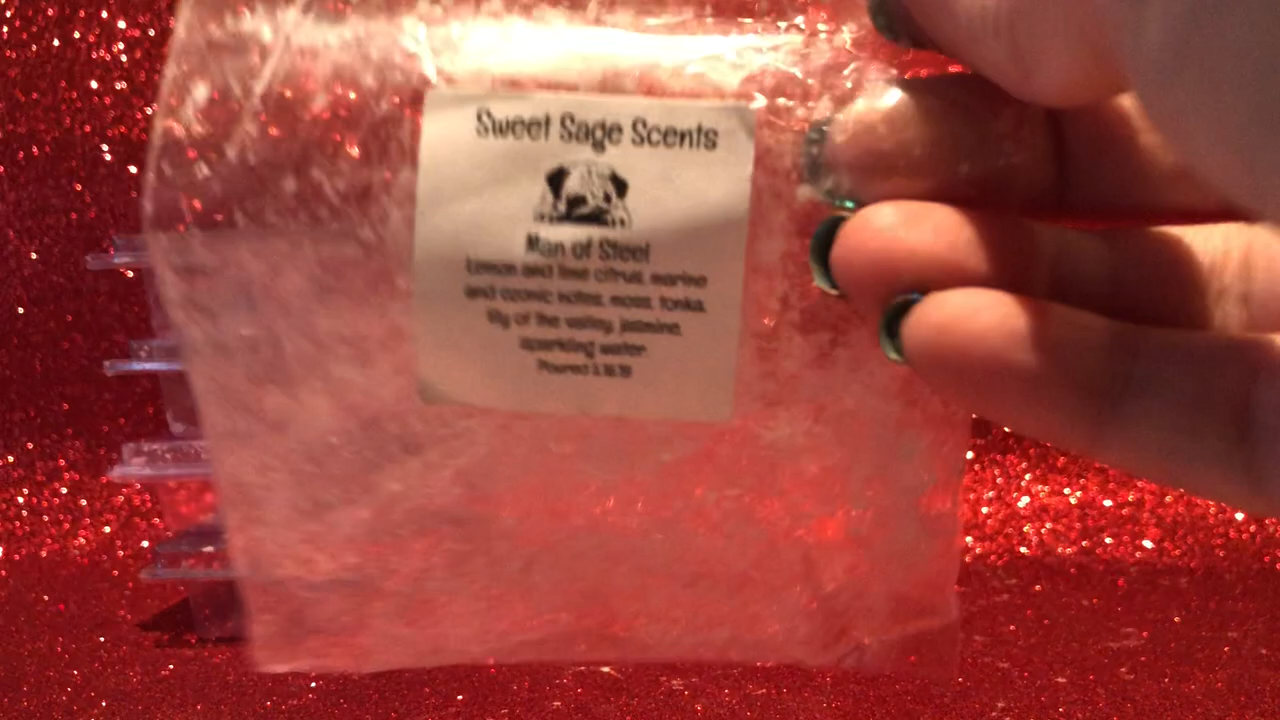 Sweet Sage Scents
Man of Steel
Lemon and lime citrus, marine
and ozonic notes, moss, tonka,
lily of the valley, jasmine,
sparkling water.
Poured